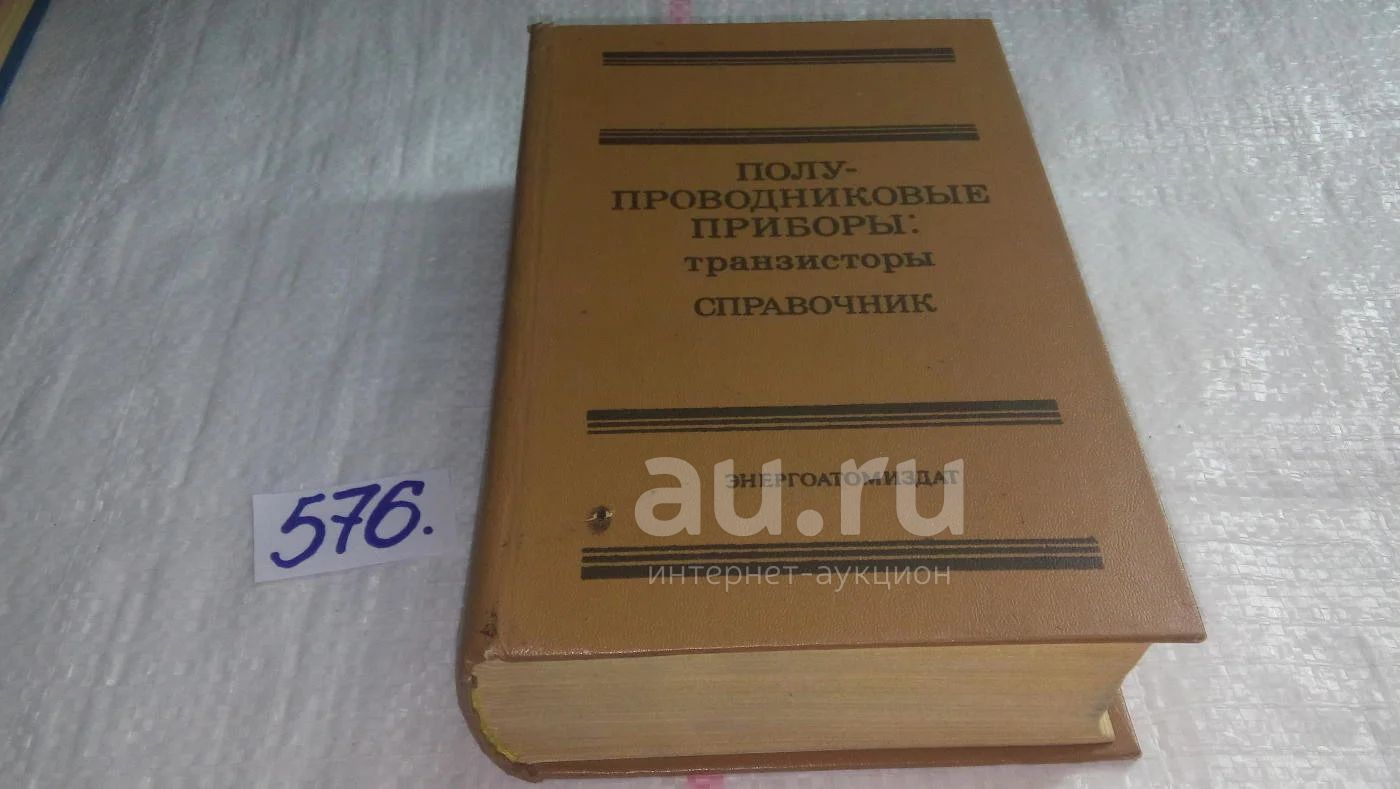 ПОЛУ-
ПРОВОДНИКОВЫЕ
ПРИБОРЫ:
транзисторы
СПРАВОЧНИК
ЭНЕРГОАТОМИЗДАТ
au.ru
интернет-аукцион
576.